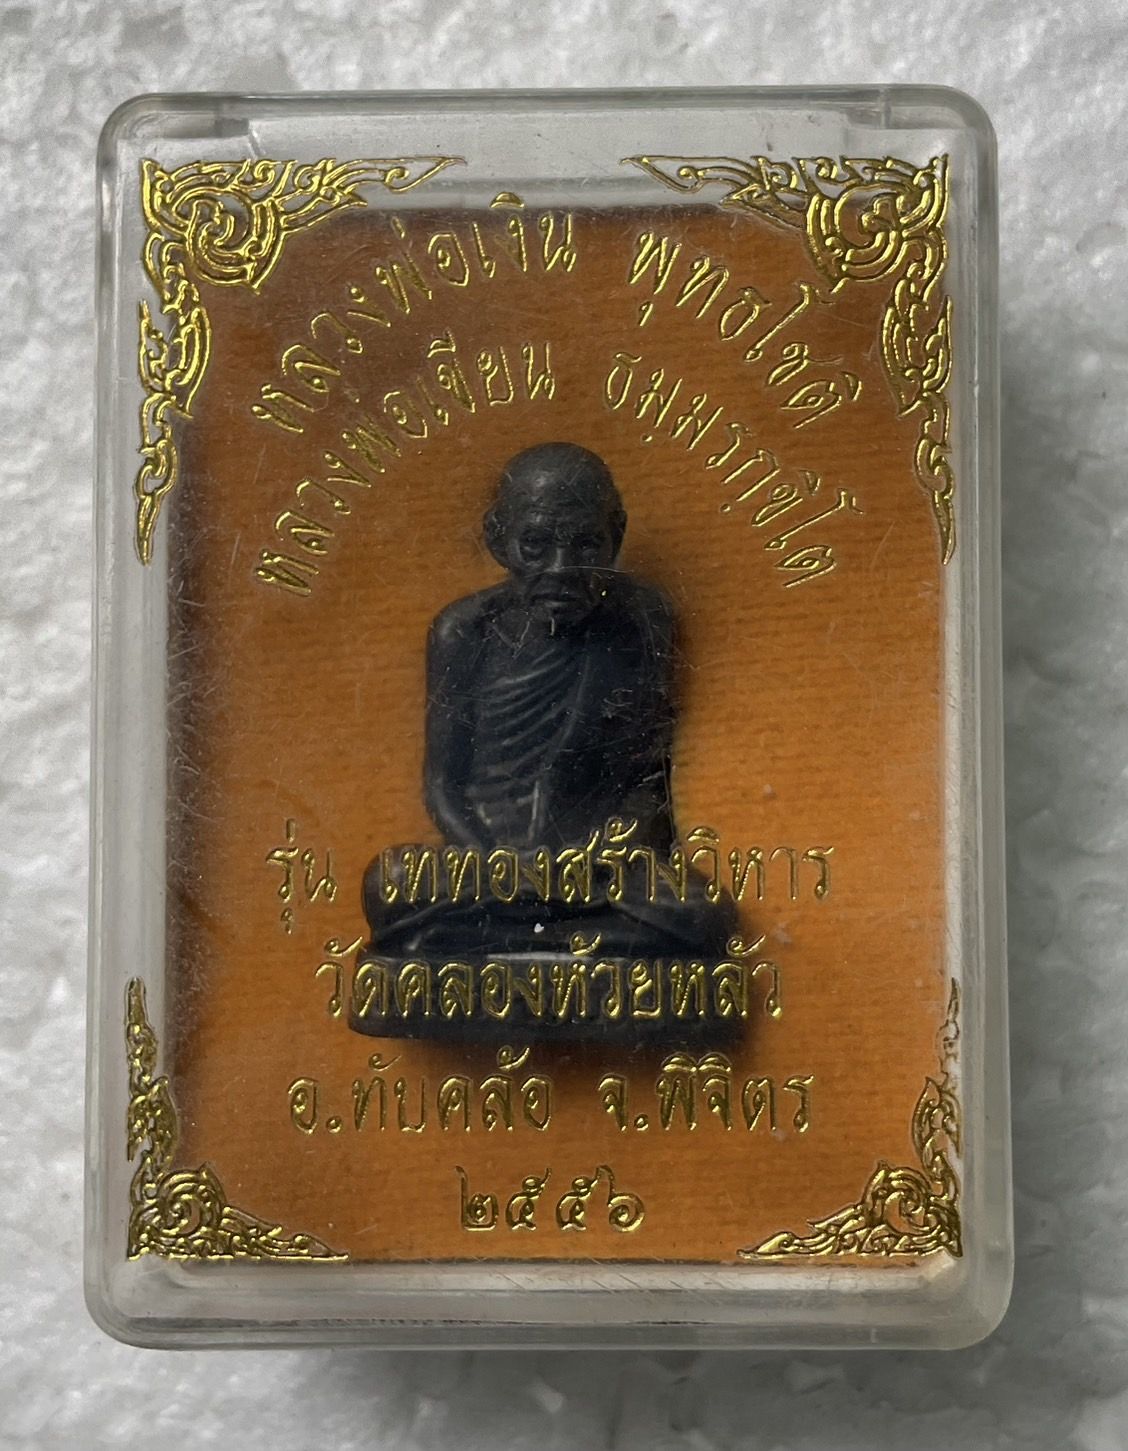 หลวงพ่อเงิน พุทธโชติ
หลวงพ่อเขียน ธมฺมรกฺขิโต
รุ่น เททองสร้างวิหาร
วัดคลองห้วยหลัว
อ.ทับคล้อ จ.พิจิตร
๒๕๕๖